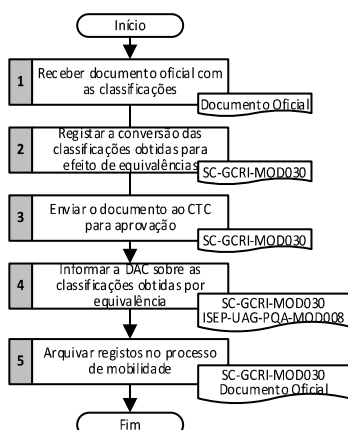 Início
1
Receber documento oficial com
as classificações
Documento Oficial
2
Registar a conversão das
classificações obtidas para
efeito de equivalências
SC-GCRI-MOD030
3
Enviar o documento ao CTC
para aprovação
SC-GCRI-MOD030
4
Informar a DAC sobre as
classificações obtidas por
equivalência
SC-GCRI-MOD030
ISEP-UAG-PQA-MOD008
5
Arquivar registos no processo
de mobilidade
SC-GCRI-MOD030
Documento Oficial
Fim